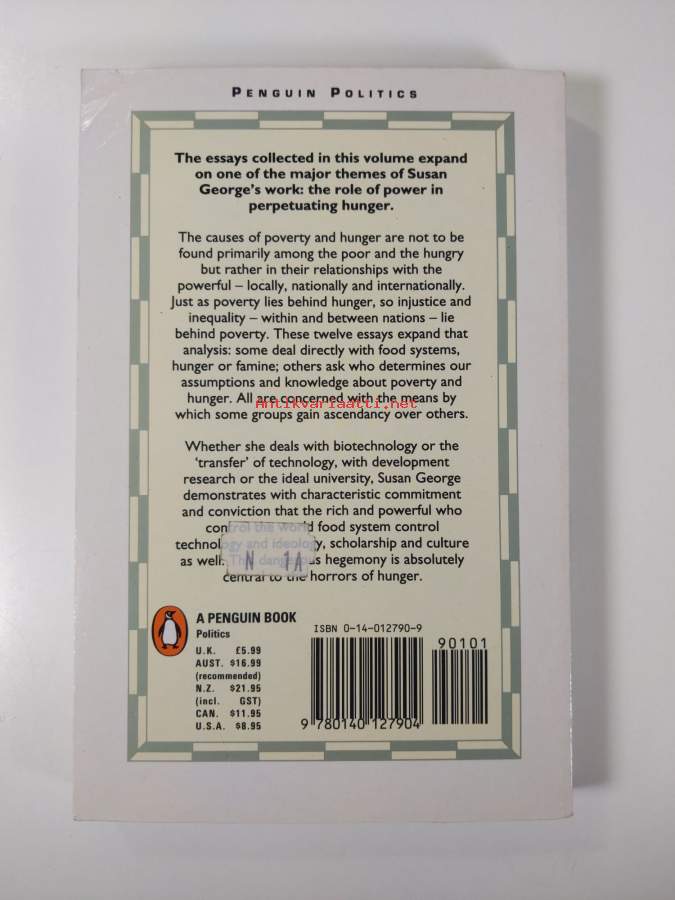 PENGUIN POLITICS
The essays collected in this volume expand
on one of the major themes of Susan
George's work: the role of power in
perpetuating hunger.
The causes of poverty and hunger are not to be
found primarily among the poor and the hungry
but rather in their relationships with the
powerful – locally, nationally and internationally.
Just as poverty lies behind hunger, so injustice and
inequality – within and between nations – lie
behind poverty. These twelve essays expand that
analysis: some deal directly with food systems,
hunger or famine; others ask who determines our
assumptions and knowledge about poverty and
hunger. All are concerned with the means by
Antikvariaatti.net
which some groups gain ascendancy over others.
Whether she deals with biotechnology or the
'transfer' of technology, with development
research or the ideal university, Susan George
demonstrates with characteristic commitment
and conviction that the rich and powerful who
control the world food system control
technology and ideology, scholarship and culture
as well. This dangerous hegemony is absolutely
N 1A
central to the horrors of hunger.
A PENGUIN BOOK
Politics
U.K. £5.99
AUST. $16.99
(recommended)
N.Z. $21.95
(incl. GST)
CAN. $11.95
U.S.A. $8.95
ISBN 0-14-012790-9
90101
9 780140 127904